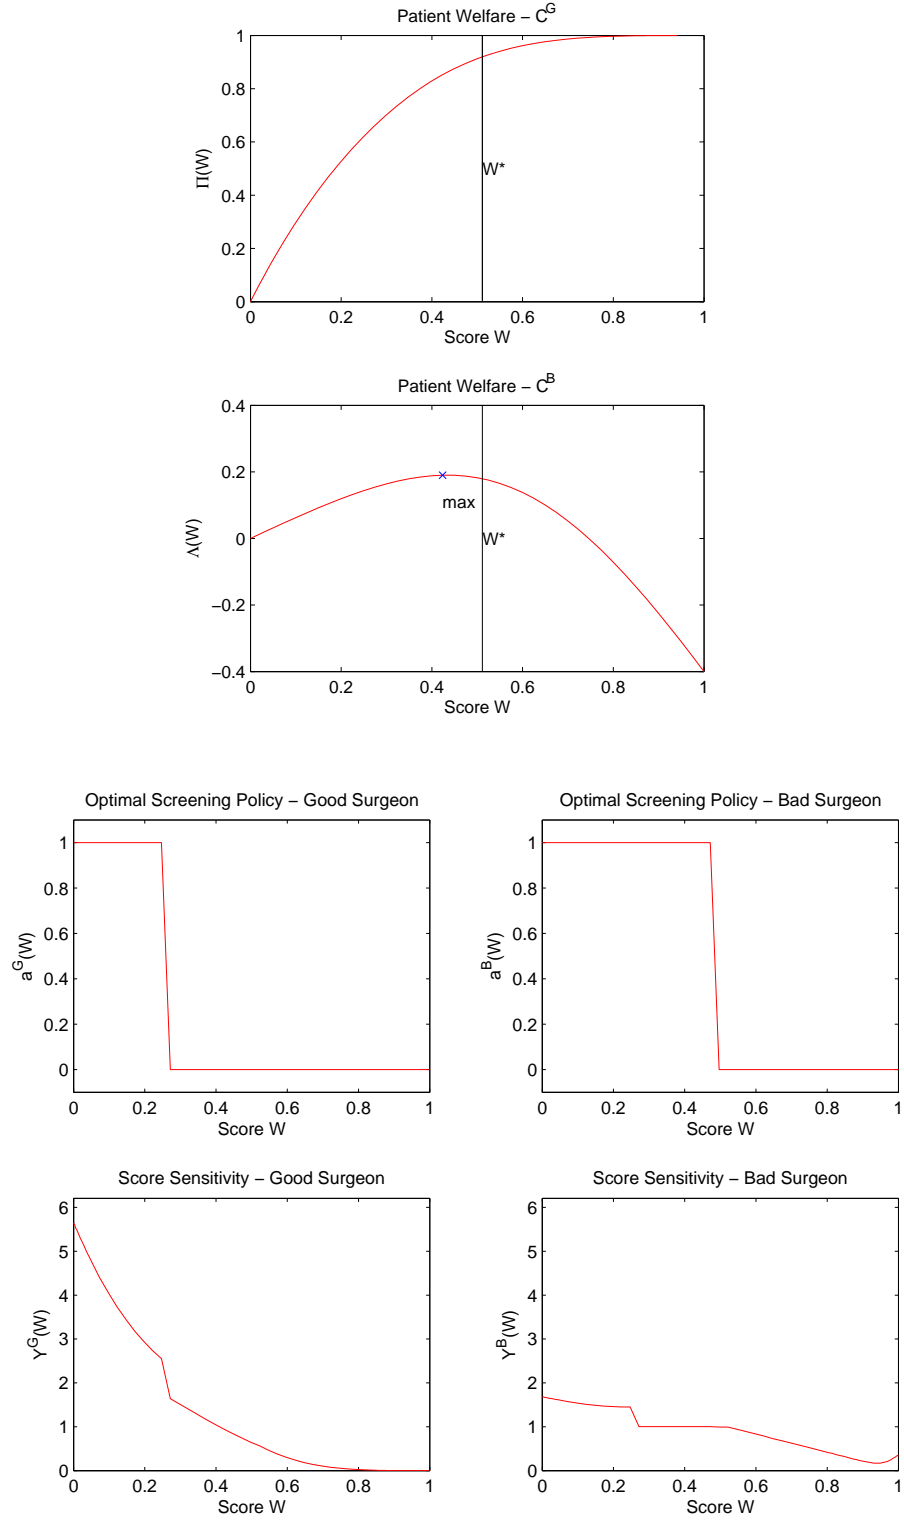 Patient Welfare – C^G
1
0.8
0.6
0.4
0.2
0
Π(W)
W*
0 0.2 0.4 0.6 0.8 1
Score W
Patient Welfare – C^B
0.4
0.2
0
−0.2
−0.4
Λ(W)
max
W*
0 0.2 0.4 0.6 0.8 1
Score W
Optimal Screening Policy – Good Surgeon
1
0.8
0.6
0.4
0.2
0
a^G(W)
0 0.2 0.4 0.6 0.8 1
Score W
Optimal Screening Policy – Bad Surgeon
1
0.8
0.6
0.4
0.2
0
a^B(W)
0 0.2 0.4 0.6 0.8 1
Score W
Score Sensitivity – Good Surgeon
6
5
4
3
2
1
0
Y^G(W)
0 0.2 0.4 0.6 0.8 1
Score W
Score Sensitivity – Bad Surgeon
6
5
4
3
2
1
0
Y^B(W)
0 0.2 0.4 0.6 0.8 1
Score W